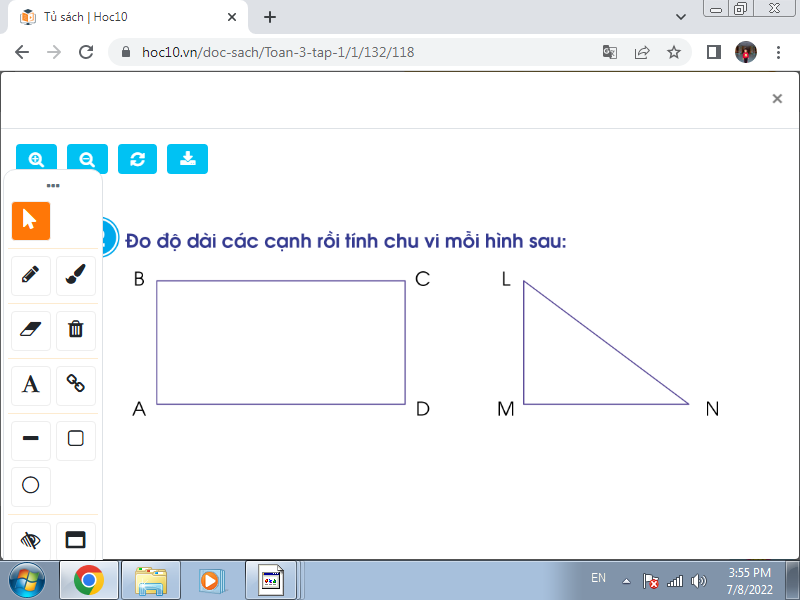 Tủ sách | Hoc10
hoc10.vn/doc-sach/Toan-3-tap-1/1/132/118
Đo độ dài các cạnh rồi tính chu vi mỗi hình sau:
B C L
A D M N
A
EN
3:55 PM
7/8/2022